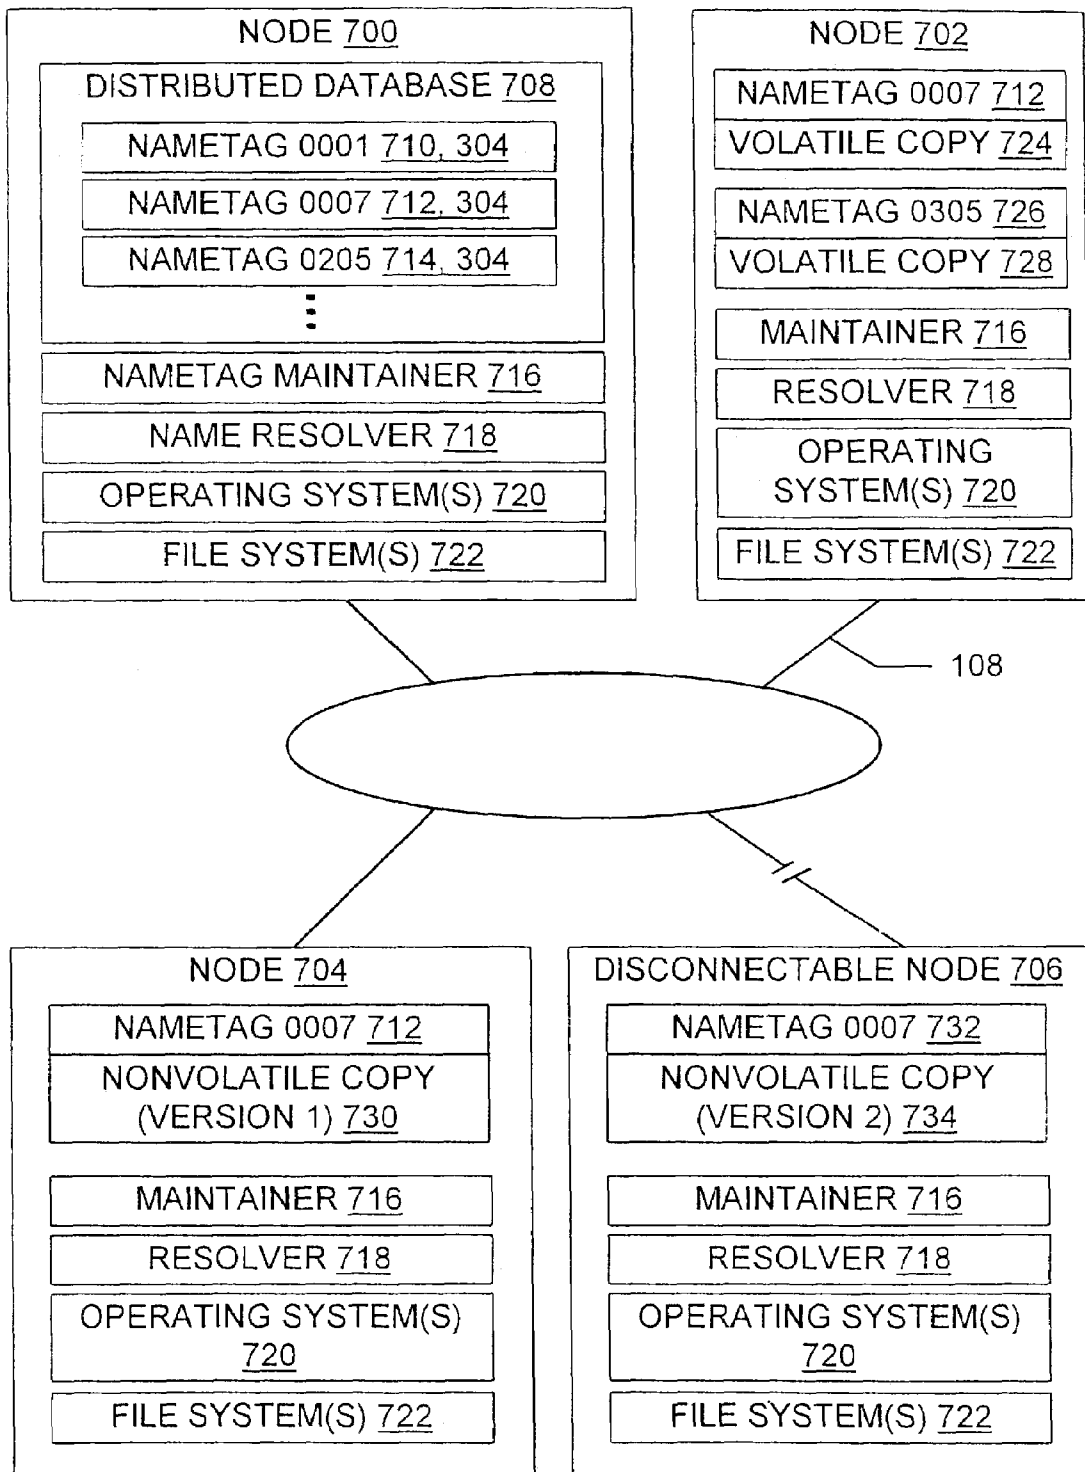 NODE 700
DISTRIBUTED DATABASE 708
NAMETAG 0001 710, 304
NAMETAG 0007 712, 304
NAMETAG 0205 714, 304
NAMETAG MAINTAINER 716
NAME RESOLVER 718
OPERATING SYSTEM(S) 720
FILE SYSTEM(S) 722
NODE 702
NAMETAG 0007 712
VOLATILE COPY 724
NAMETAG 0305 726
VOLATILE COPY 728
MAINTAINER 716
RESOLVER 718
OPERATING
SYSTEM(S) 720
FILE SYSTEM(S) 722
108
NODE 704
NAMETAG 0007 712
NONVOLATILE COPY
(VERSION 1) 730
MAINTAINER 716
RESOLVER 718
OPERATING SYSTEM(S)
720
FILE SYSTEM(S) 722
DISCONNECTABLE NODE 706
NAMETAG 0007 732
NONVOLATILE COPY
(VERSION 2) 734
MAINTAINER 716
RESOLVER 718
OPERATING SYSTEM(S)
720
FILE SYSTEM(S) 722